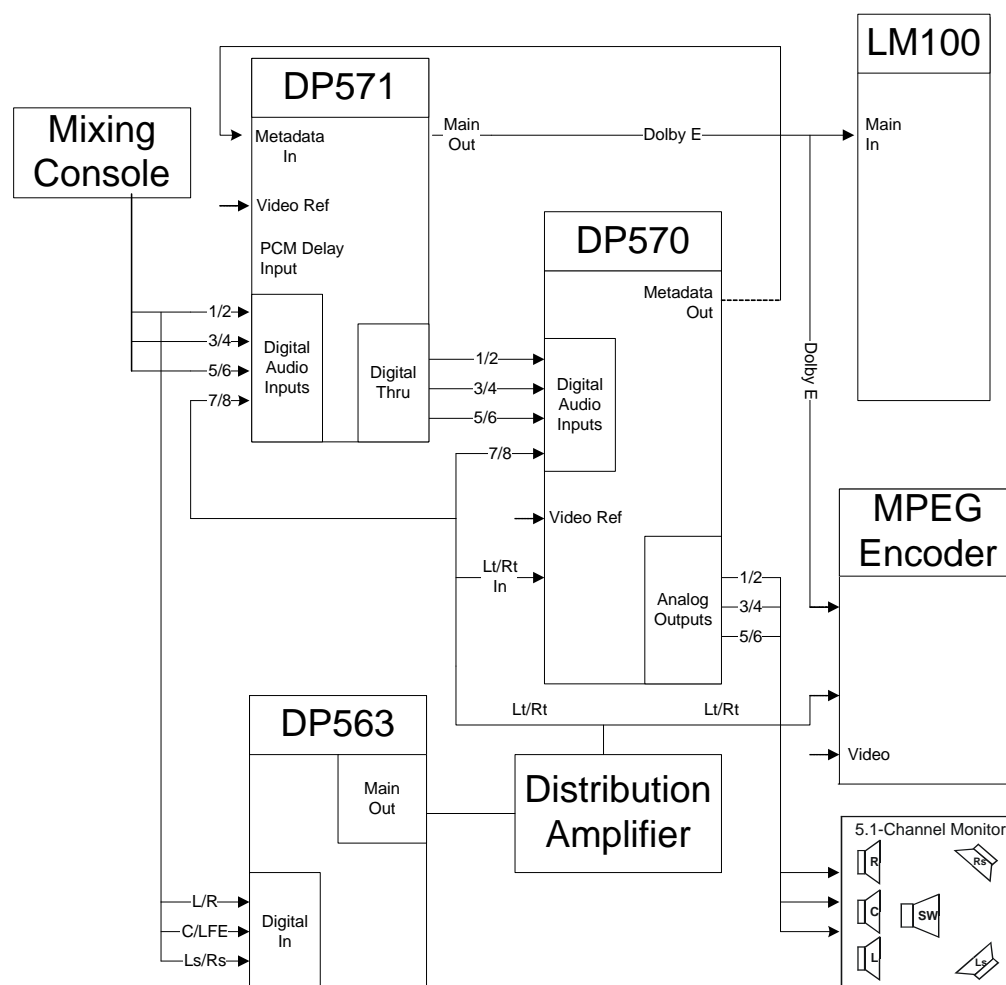 LM100
Main
In
DP571
Metadata
In
Main
Out
Dolby E
Video Ref
PCM Delay
Input
Mixing
Console
1/2
3/4
5/6
7/8
Digital
Audio
Inputs
Digital
Thru
1/2
3/4
5/6
7/8
DP570
Metadata
Out
Digital
Audio
Inputs
Video Ref
Lt/Rt
In
Analog
Outputs
1/2
3/4
5/6
Dolby E
MPEG
Encoder
Video
Lt/Rt
Lt/Rt
DP563
Main
Out
Distribution
Amplifier
L/R
C/LFE
Ls/Rs
Digital
In
5.1-Channel Monitor
R
Rs
C
SW
L
Ls